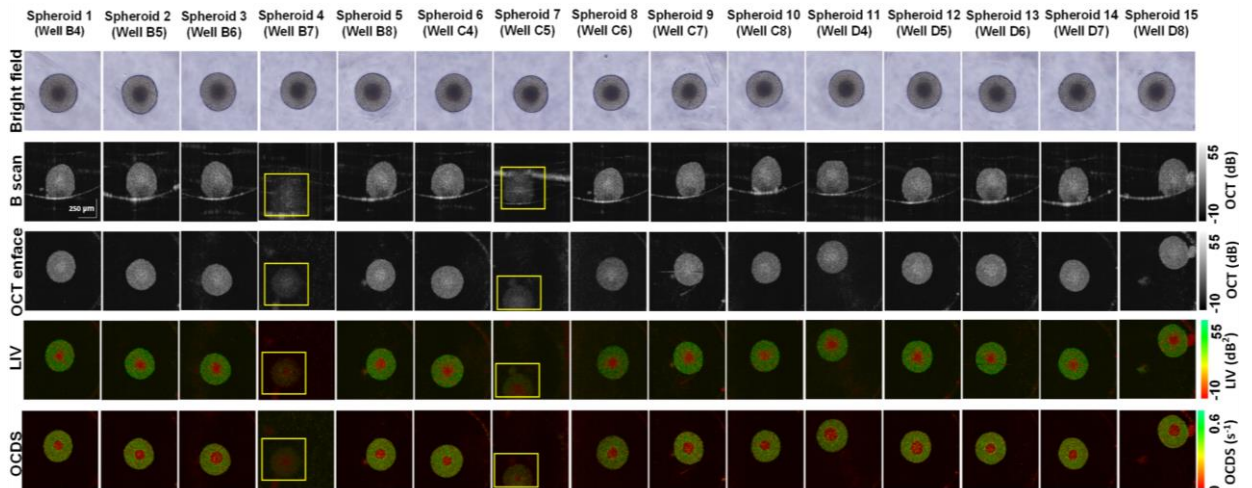 Spheroid 1 Spheroid 2 Spheroid 3 Spheroid 4 Spheroid 5 Spheroid 6 Spheroid 7 Spheroid 8 Spheroid 9 Spheroid 10 Spheroid 11 Spheroid 12 Spheroid 13 Spheroid 14 Spheroid 15
(Well B4) (Well B5) (Well B6) (Well B7) (Well B8) (Well C4) (Well C5) (Well C6) (Well C7) (Well C8) (Well D4) (Well D5) (Well D6) (Well D7) (Well D8)
Bright field
B scan
250 µm
55
-10
OCT (dB)
OCT enface
55
-10
OCT (dB)
LIV
55
-10
LIV (dB²)
OCDS
0.6
0
OCDS (s⁻¹)